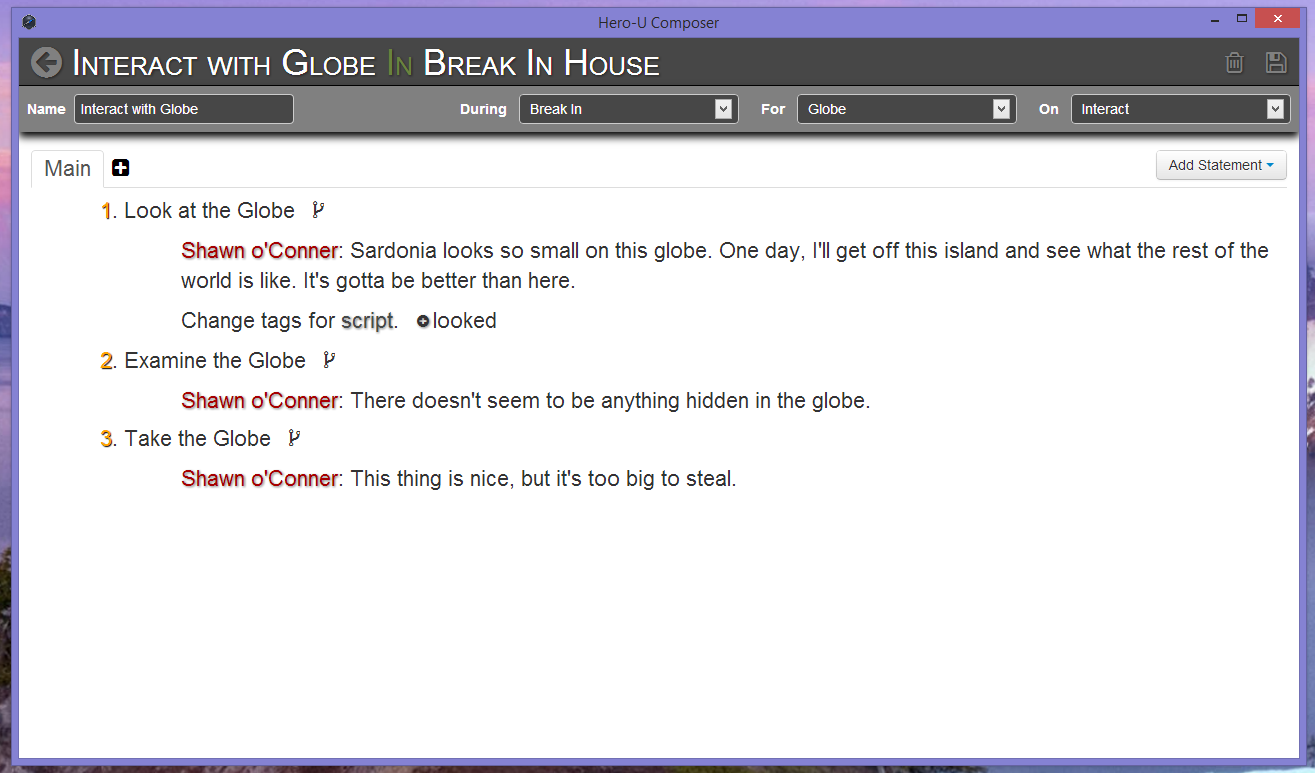 Hero-U Composer
Interact with Globe In Break In House
Name Interact with Globe During Break In For Globe On Interact
Main Add Statement
1. Look at the Globe
Shawn o'Conner: Sardonia looks so small on this globe. One day, I'll get off this island and see what the rest of the
world is like. It's gotta be better than here.
Change tags for script. looked
2. Examine the Globe
Shawn o'Conner: There doesn't seem to be anything hidden in the globe.
3. Take the Globe
Shawn o'Conner: This thing is nice, but it's too big to steal.